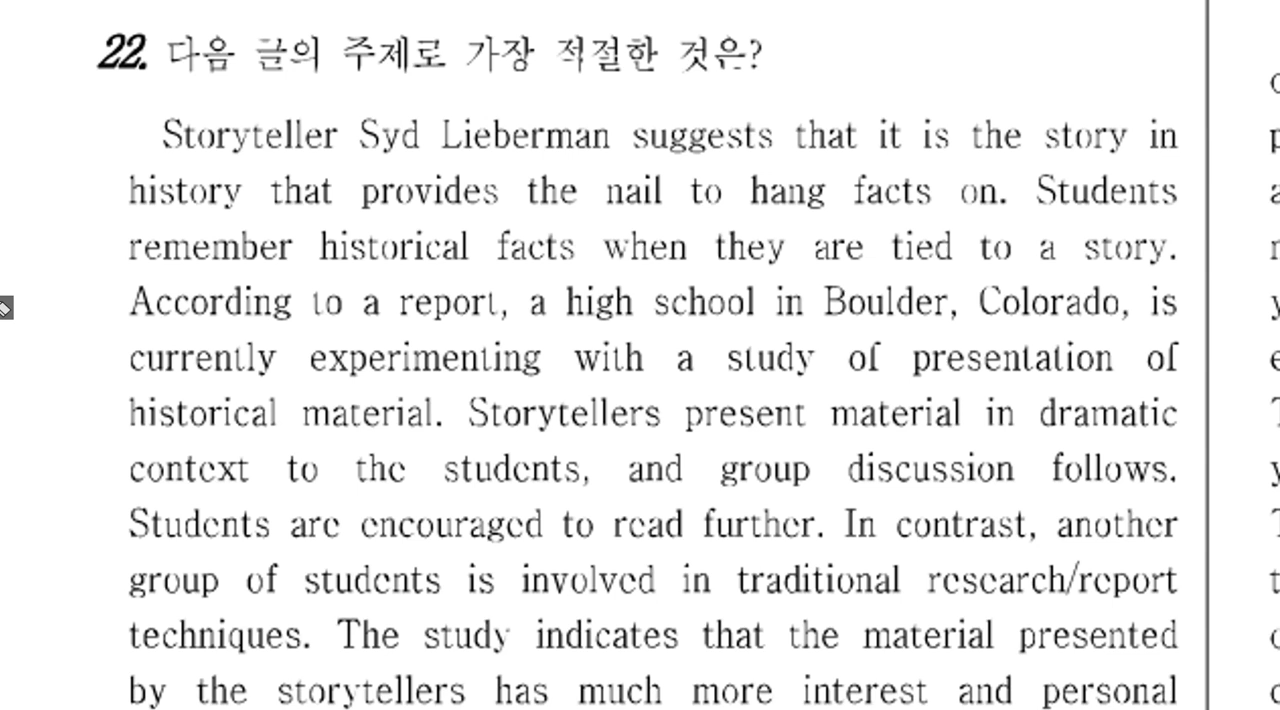 22. 다음 글의 주제로 가장 적절한 것은?
Storyteller Syd Lieberman suggests that it is the story in
history that provides the nail to hang facts on. Students
remember historical facts when they are tied to a story.
According to a report, a high school in Boulder, Colorado, is
currently experimenting with a study of presentation of
historical material. Storytellers present material in dramatic
context to the students, and group discussion follows.
Students are encouraged to read further. In contrast, another
group of students is involved in traditional research/report
techniques. The study indicates that the material presented
by the storytellers has much more interest and personal